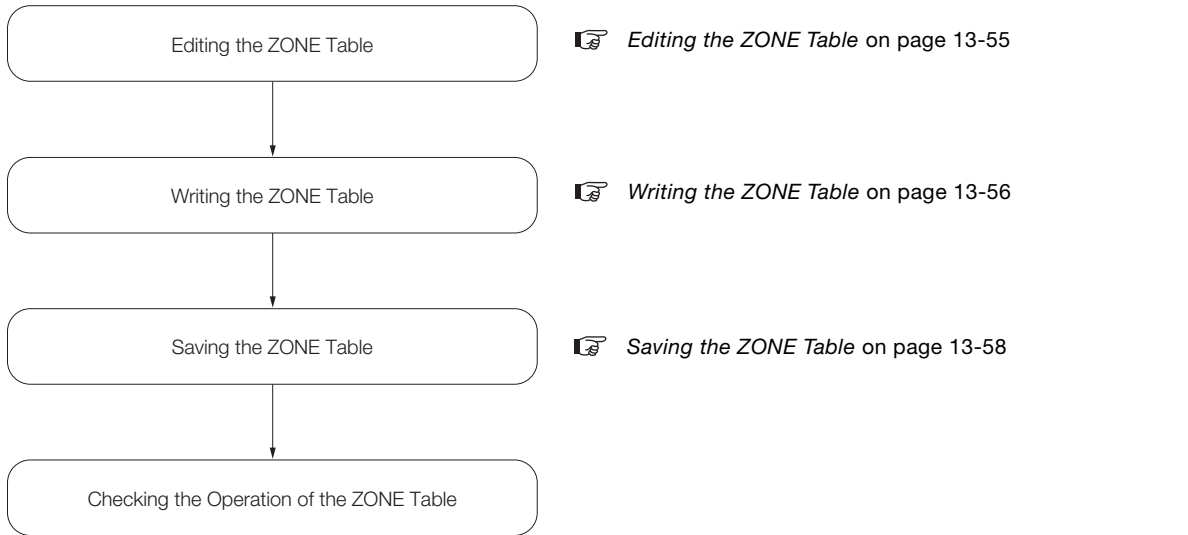 Editing the ZONE Table
Editing the ZONE Table on page 13-55
Writing the ZONE Table
Writing the ZONE Table on page 13-56
Saving the ZONE Table
Saving the ZONE Table on page 13-58
Checking the Operation of the ZONE Table